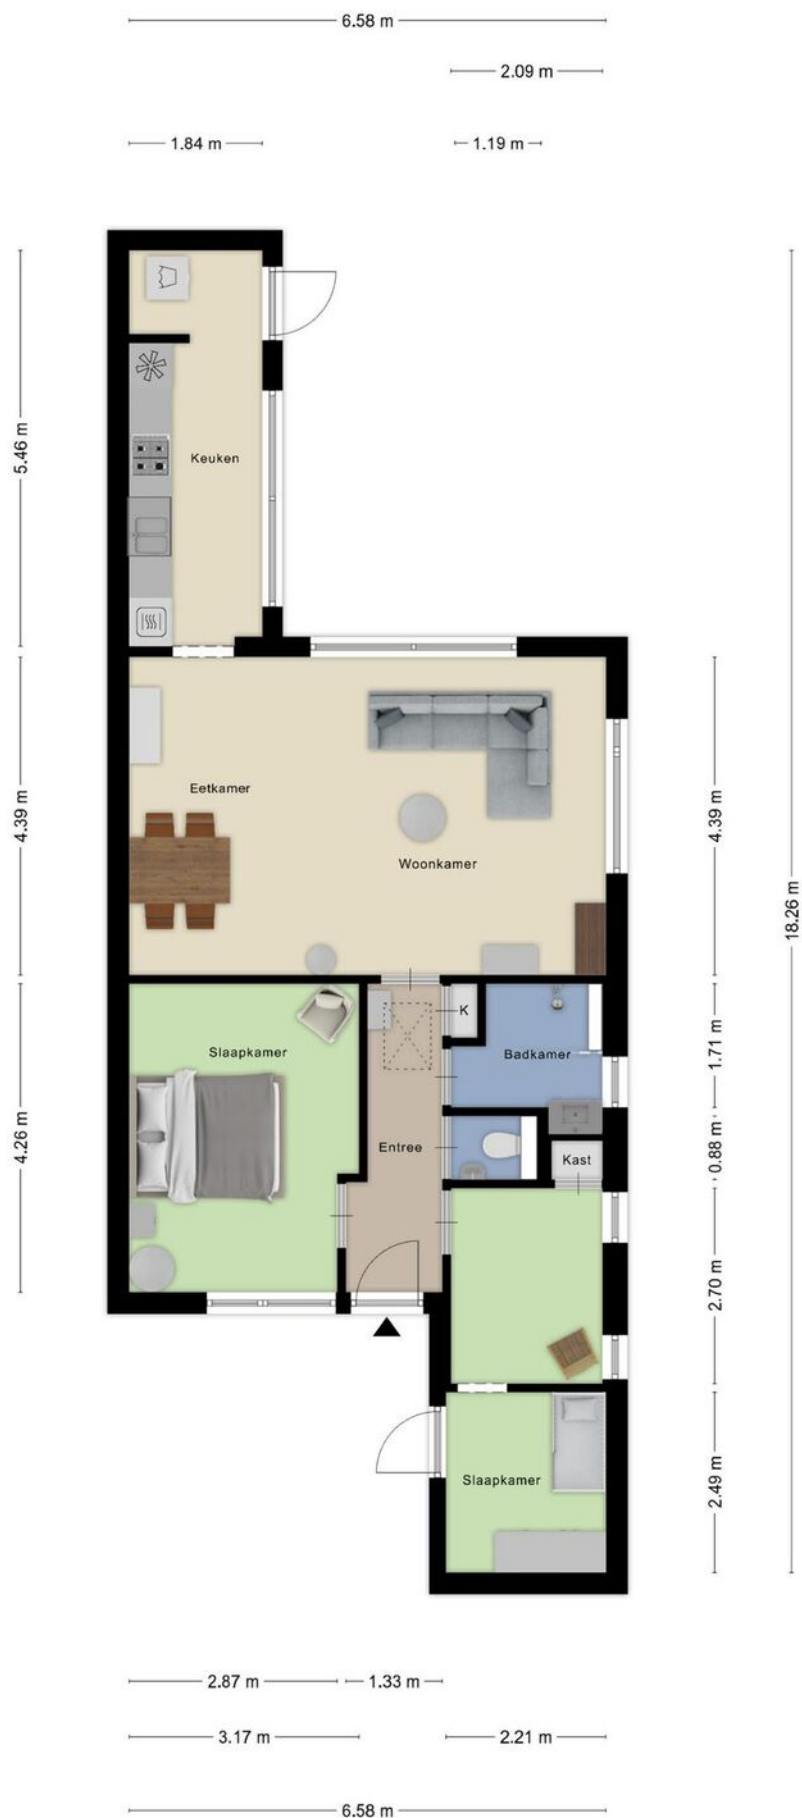 6.58 m
2.09 m
1.84 m
1.19 m
5.46 m
Keuken
4.39 m
Eetkamer
4.39 m
Woonkamer
18.26 m
K
Slaapkamer
Badkamer
1.71 m
4.26 m
Entree
Kast
0.88 m
2.70 m
Slaapkamer
2.49 m
2.87 m
1.33 m
3.17 m
2.21 m
6.58 m